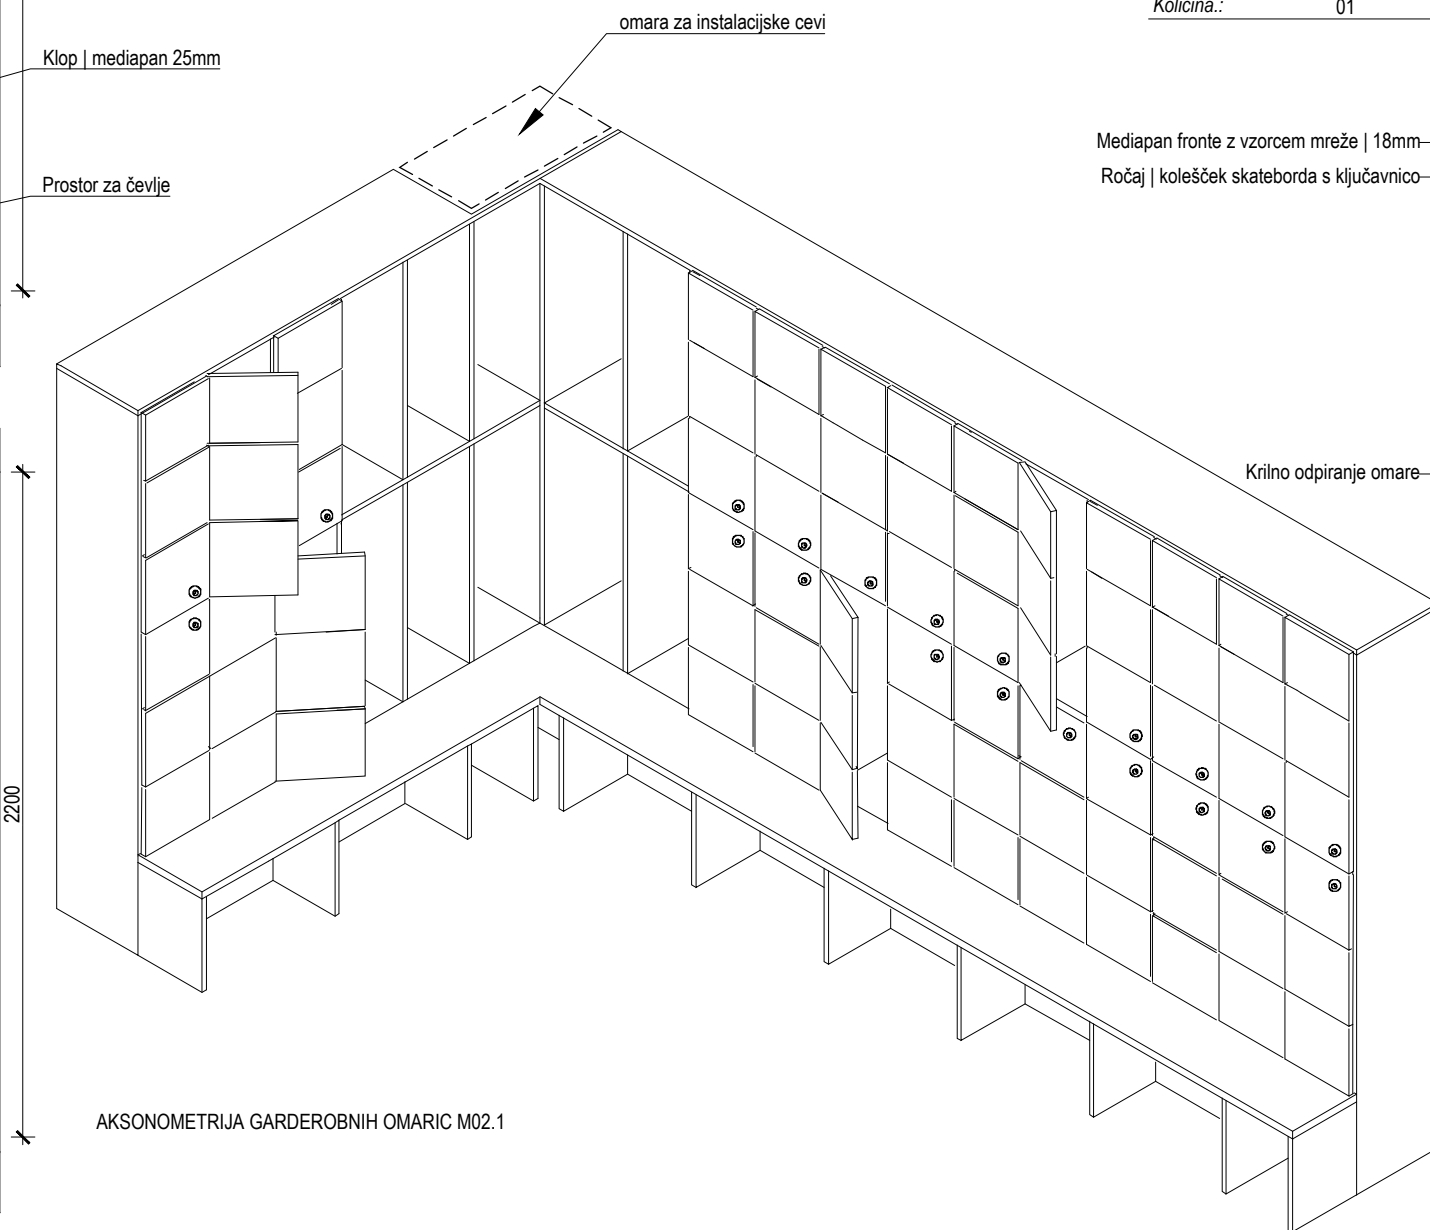 Količina.: 01
omara za instalacijske cevi
Klop | mediapan 25mm
Mediapan fronte z vzorcem mreže | 18mm
Ročaj | kolešček skateborda s ključavnico
Prostor za čevlje
Krilno odpiranje omare
2200
AKSONOMETRIJA GARDEROBNIH OMARIC M02.1